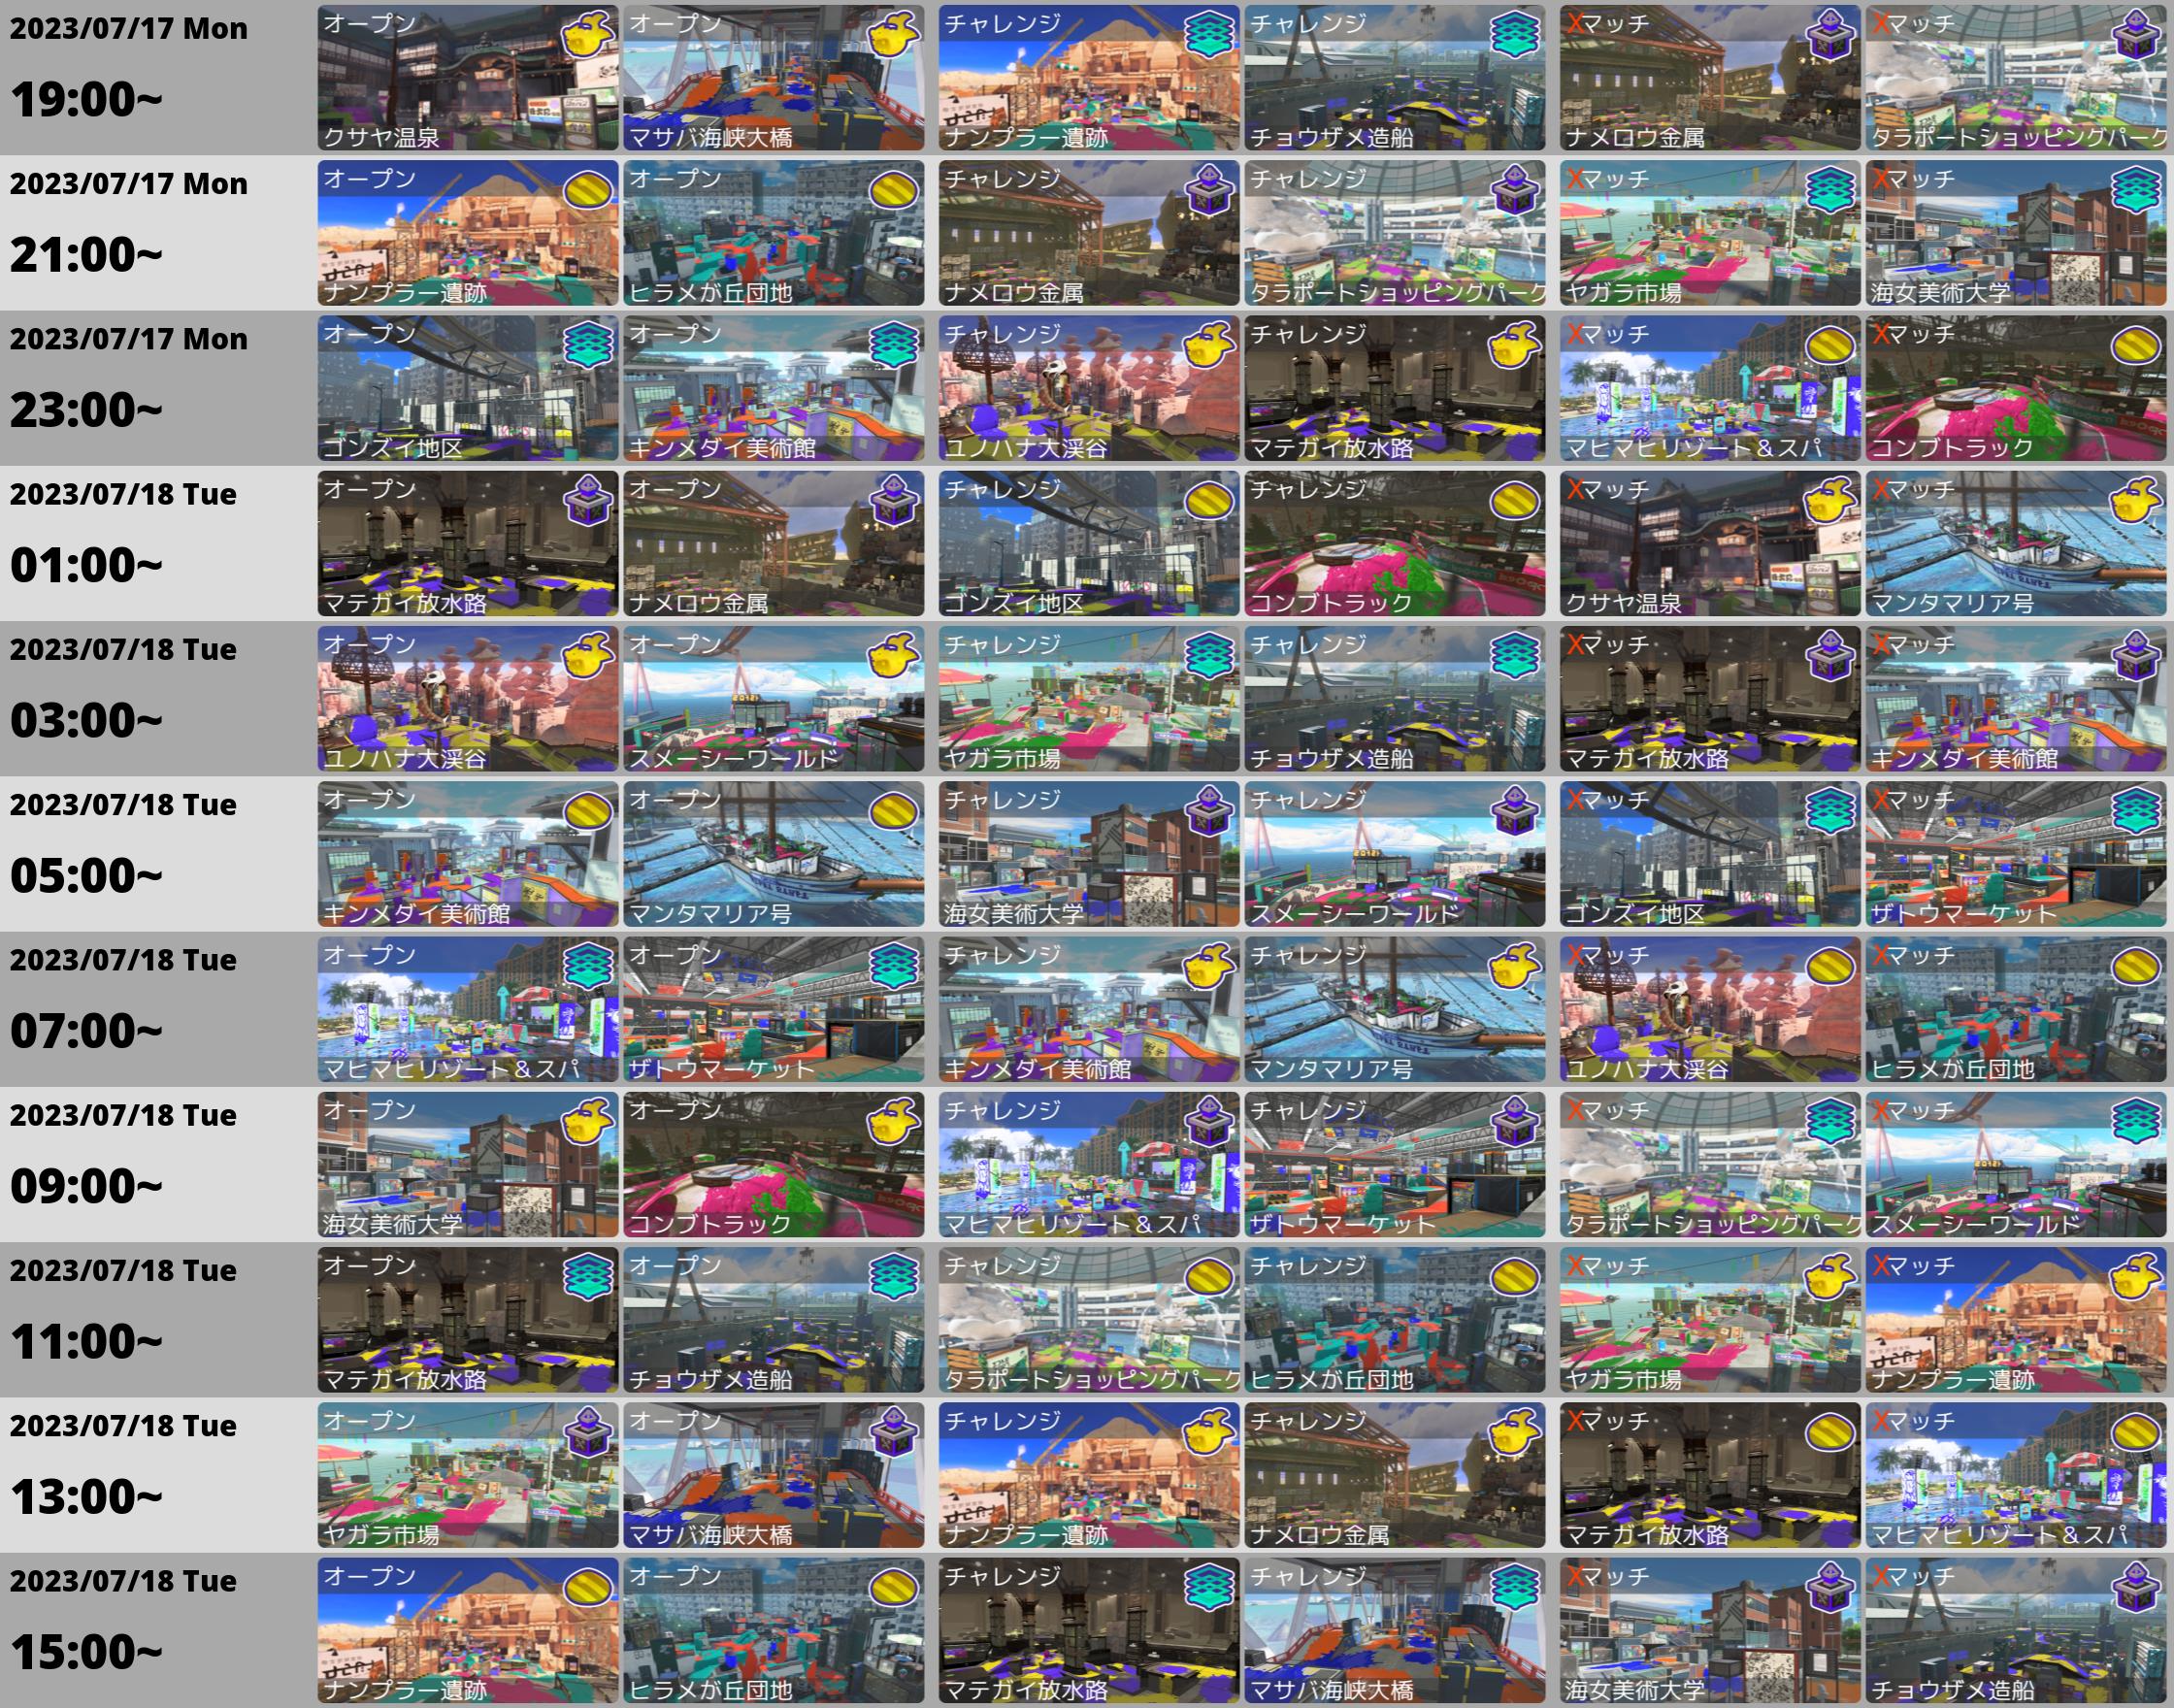 2023/07/17 Mon
19:00~
オープン
クサヤ温泉
オープン
マサバ海峡大橋
チャレンジ
ナンプラー遺跡
チャレンジ
チョウザメ造船
Xマッチ
ナメロウ金属
Xマッチ
タラポートショッピングパーク
2023/07/17 Mon
21:00~
オープン
ナンプラー遺跡
オープン
ヒラメが丘団地
チャレンジ
ナメロウ金属
チャレンジ
タラポートショッピングパーク
Xマッチ
ヤガラ市場
Xマッチ
海女美術大学
2023/07/17 Mon
23:00~
オープン
ゴンズイ地区
オープン
キンメダイ美術館
チャレンジ
ユノハナ大渓谷
チャレンジ
マテガイ放水路
Xマッチ
マヒマヒリゾート&スパ
Xマッチ
コンブトラック
2023/07/18 Tue
01:00~
オープン
マテガイ放水路
オープン
ナメロウ金属
チャレンジ
ゴンズイ地区
チャレンジ
コンブトラック
Xマッチ
クサヤ温泉
Xマッチ
マンタマリア号
2023/07/18 Tue
03:00~
オープン
ユノハナ大渓谷
オープン
スメーシーワールド
チャレンジ
ヤガラ市場
チャレンジ
チョウザメ造船
Xマッチ
マテガイ放水路
Xマッチ
キンメダイ美術館
2023/07/18 Tue
05:00~
オープン
キンメダイ美術館
オープン
マンタマリア号
チャレンジ
海女美術大学
チャレンジ
スメーシーワールド
Xマッチ
ゴンズイ地区
Xマッチ
ザトウマーケット
2023/07/18 Tue
07:00~
オープン
マヒマヒリゾート&スパ
オープン
ザトウマーケット
チャレンジ
キンメダイ美術館
チャレンジ
マンタマリア号
Xマッチ
ユノハナ大渓谷
Xマッチ
ヒラメが丘団地
2023/07/18 Tue
09:00~
オープン
海女美術大学
オープン
コンブトラック
チャレンジ
マヒマヒリゾート&スパ
チャレンジ
ザトウマーケット
Xマッチ
タラポートショッピングパーク
Xマッチ
スメーシーワールド
2023/07/18 Tue
11:00~
オープン
マテガイ放水路
オープン
チョウザメ造船
チャレンジ
タラポートショッピングパーク
チャレンジ
ヒラメが丘団地
Xマッチ
ヤガラ市場
Xマッチ
ナンプラー遺跡
2023/07/18 Tue
13:00~
オープン
ヤガラ市場
オープン
マサバ海峡大橋
チャレンジ
ナンプラー遺跡
チャレンジ
ナメロウ金属
Xマッチ
マテガイ放水路
Xマッチ
マヒマヒリゾート&スパ
2023/07/18 Tue
15:00~
オープン
ナンプラー遺跡
オープン
ヒラメが丘団地
チャレンジ
マテガイ放水路
チャレンジ
マサバ海峡大橋
Xマッチ
海女美術大学
Xマッチ
チョウザメ造船